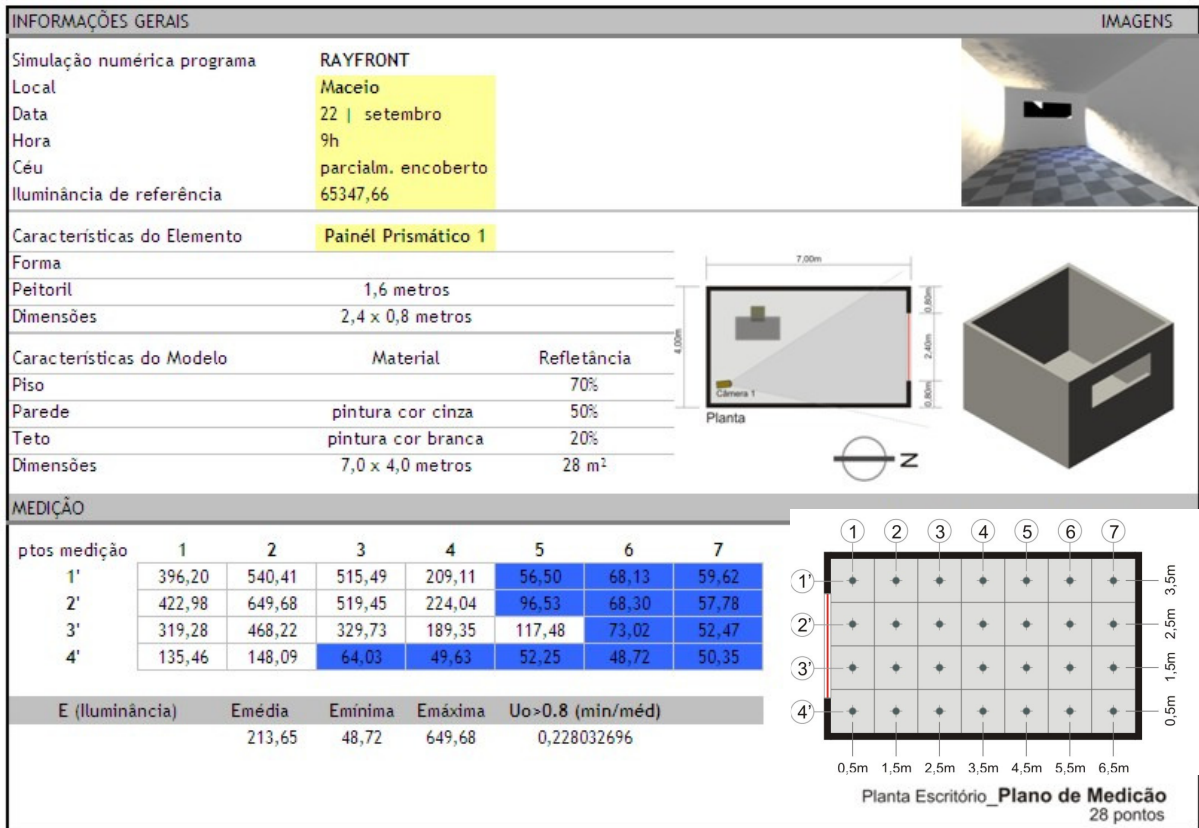 INFORMAÇÕES GERAIS IMAGENS
Simulação numérica programa RAYFRONT
Local Maceio
Data 22 | setembro
Hora 9h
Céu parcialm. encoberto
Iluminância de referência 65347,66
Características do Elemento Painél Prismático 1
Forma
Peitoril 1,6 metros
Dimensões 2,4 x 0,8 metros
Características do Modelo Material Refletância
Piso 70%
Parede pintura cor cinza 50%
Teto pintura cor branca 20%
Dimensões 7,0 x 4,0 metros 28 m²
7,00m
4,00m
0,80m
2,40m
0,80m
Câmera 1
Planta
N
MEDIÇÃO
ptos medição 1 2 3 4 5 6 7
1' 396,20 540,41 515,49 209,11 56,50 68,13 59,62
2' 422,98 649,68 519,45 224,04 96,53 68,30 57,78
3' 319,28 468,22 329,73 189,35 117,48 73,02 52,47
4' 135,46 148,09 64,03 49,63 52,25 48,72 50,35
E (Iluminância) Emédia Emínima Emáxima Uo>0.8 (min/méd)
213,65 48,72 649,68 0,228032696
1 2 3 4 5 6 7
1' 3,5m
2' 2,5m
3' 1,5m
4' 0,5m
0,5m 1,5m 2,5m 3,5m 4,5m 5,5m 6,5m
Planta Escritório_Plano de Medicão
28 pontos